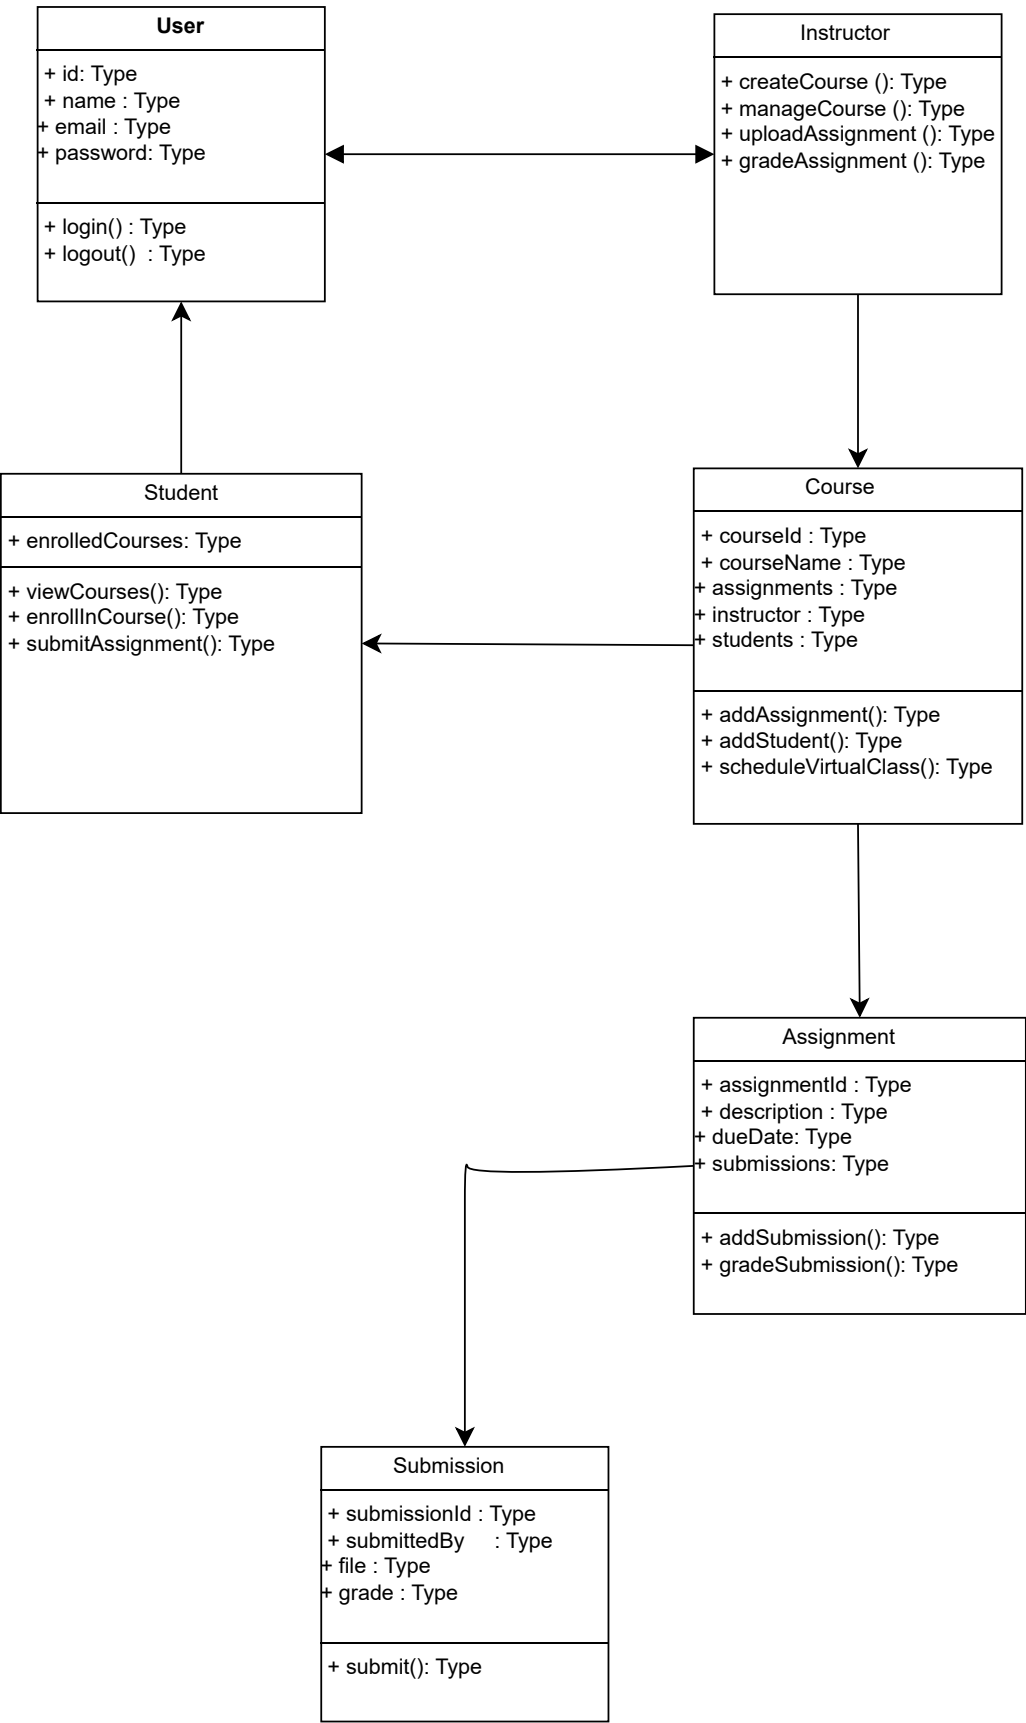 User
+ id: Type
+ name : Type
+ email : Type
+ password: Type
+ login() : Type
+ logout()  : Type
Instructor
+ createCourse (): Type
+ manageCourse (): Type
+ uploadAssignment (): Type
+ gradeAssignment (): Type
Student
+ enrolledCourses: Type
+ viewCourses(): Type
+ enrollInCourse(): Type
+ submitAssignment(): Type
Course
+ courseId : Type
+ courseName : Type
+ assignments : Type
+ instructor : Type
+ students : Type
+ addAssignment(): Type
+ addStudent(): Type
+ scheduleVirtualClass(): Type
Assignment
+ assignmentId : Type
+ description : Type
+ dueDate: Type
+ submissions: Type
+ addSubmission(): Type
+ gradeSubmission(): Type
Submission
+ submissionId : Type
+ submittedBy     : Type
+ file : Type
+ grade : Type
+ submit(): Type